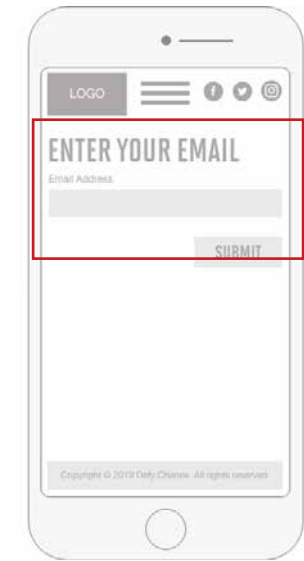 LOGO
ENTER YOUR EMAIL
Email Address
SUBMIT
Copyright © 2019 Defy Chance. All rights reserved.